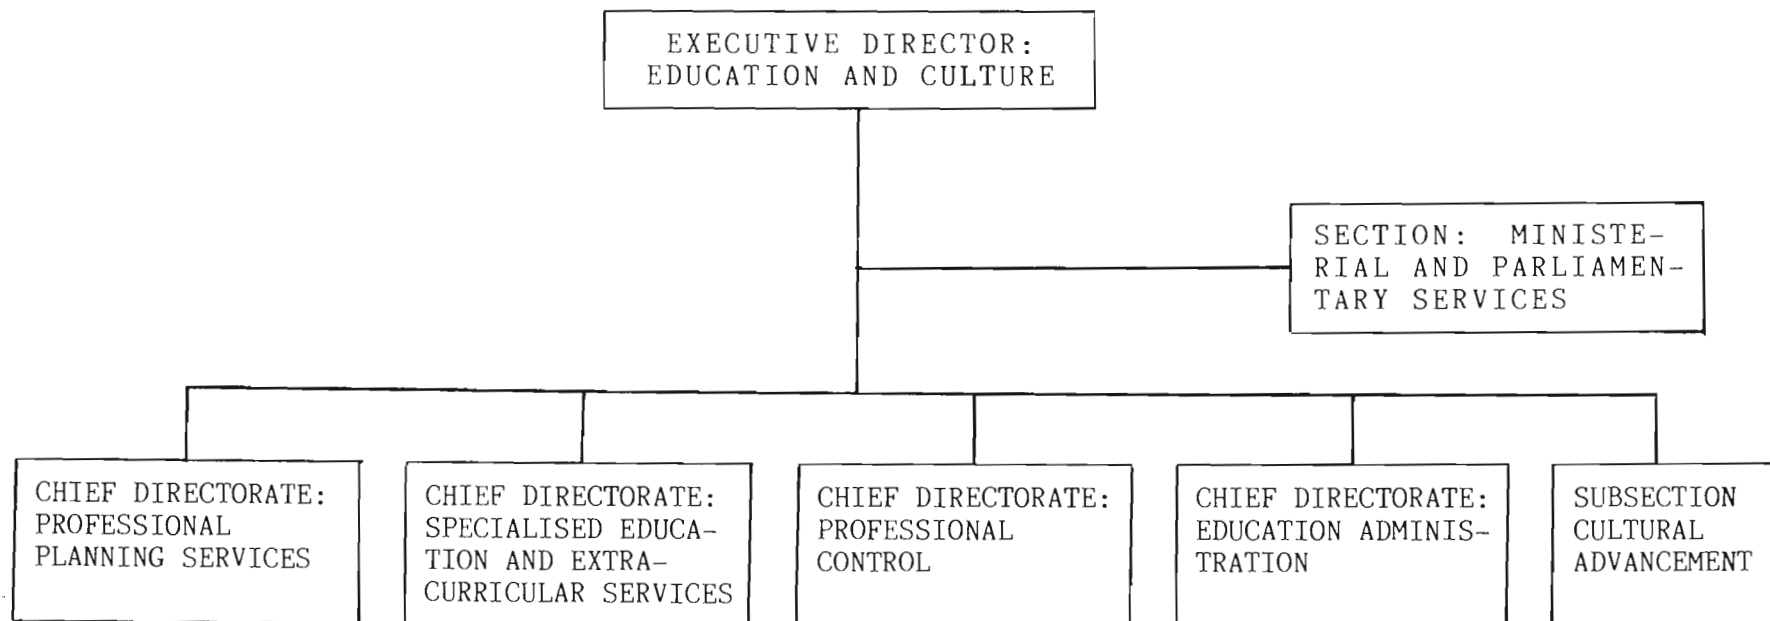 EXECUTIVE DIRECTOR:
EDUCATION AND CULTURE
SECTION: MINISTE-
RIAL AND PARLIAMEN-
TARY SERVICES
CHIEF DIRECTORATE:
PROFESSIONAL
PLANNING SERVICES
CHIEF DIRECTORATE:
SPECIALISED EDUCA-
TION AND EXTRA-
CURRICULAR SERVICES
CHIEF DIRECTORATE:
PROFESSIONAL
CONTROL
CHIEF DIRECTORATE:
EDUCATION ADMINIS-
TRATION
SUBSECTION
CULTURAL
ADVANCEMENT